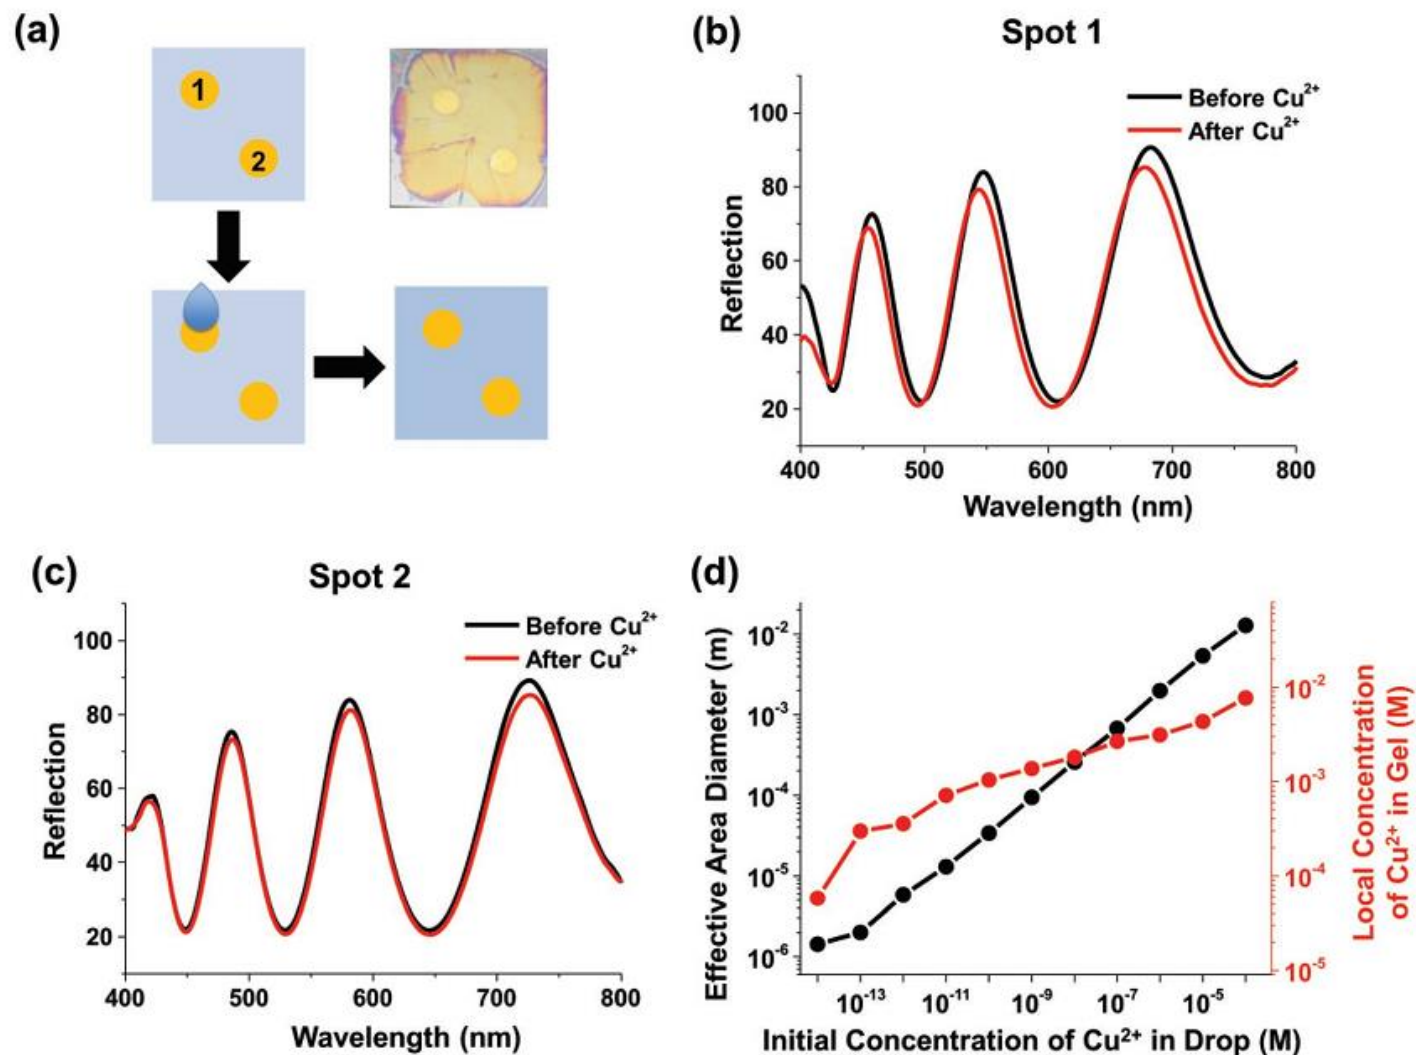 (a)
1
2
(b)
Spot 1
Before Cu²⁺
After Cu²⁺
100
80
60
40
20
Reflection
400 500 600 700 800
Wavelength (nm)
(c)
Spot 2
Before Cu²⁺
After Cu²⁺
100
80
60
40
20
Reflection
400 500 600 700 800
Wavelength (nm)
(d)
10⁻²
10⁻³
10⁻⁴
10⁻⁵
10⁻⁶
Effective Area Diameter (m)
10⁻²
10⁻³
10⁻⁴
10⁻⁵
Local Concentration
of Cu²⁺ in Gel (M)
10⁻¹³ 10⁻¹¹ 10⁻⁹ 10⁻⁷ 10⁻⁵
Initial Concentration of Cu²⁺ in Drop (M)